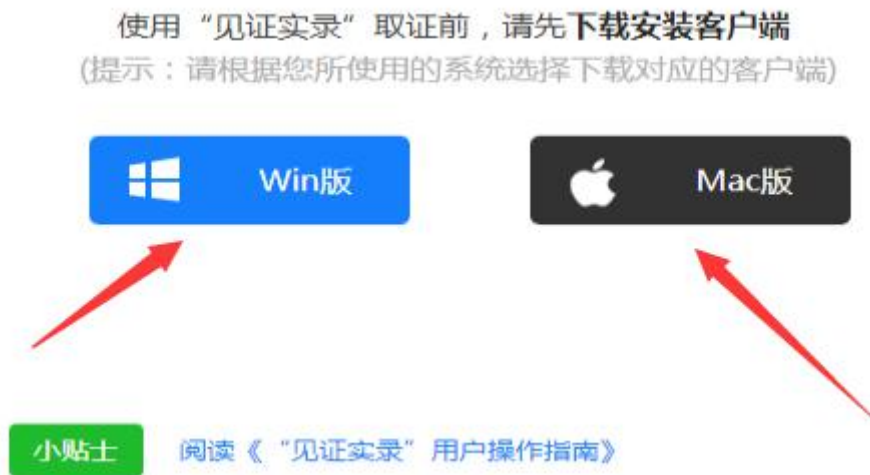 使用“见证实录”取证前，请先下载安装客户端
(提示：请根据您所使用的系统选择下载对应的客户端)
Win版
Mac版
小贴士
阅读《“见证实录”用户操作指南》